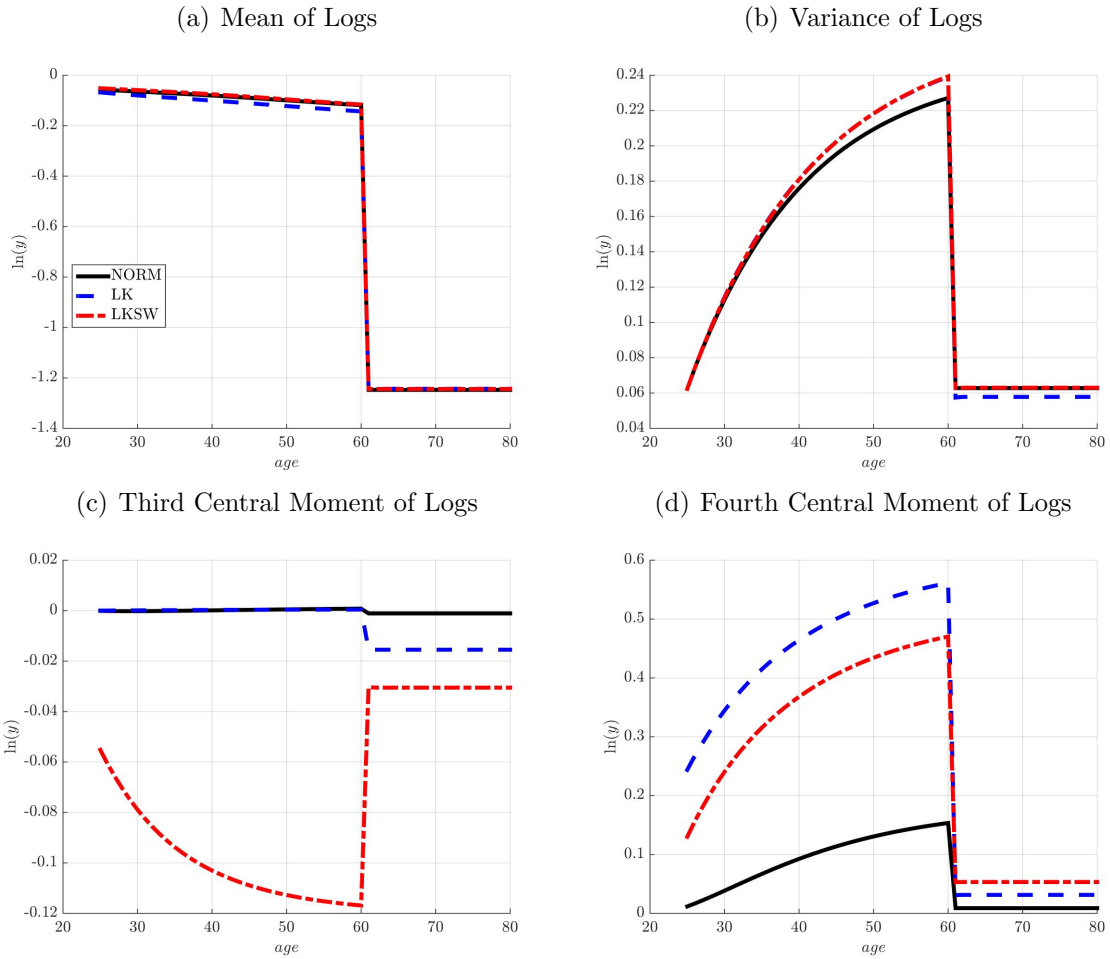 (a) Mean of Logs
0
-0.2
-0.4
-0.6
-0.8
-1
-1.2
-1.4
ln(y)
NORM
LK
LKSW
20 30 40 50 60 70 80
age
(b) Variance of Logs
0.24
0.22
0.2
0.18
0.16
0.14
0.12
0.1
0.08
0.06
0.04
ln(y)
20 30 40 50 60 70 80
age
(c) Third Central Moment of Logs
0.02
0
-0.02
-0.04
-0.06
-0.08
-0.1
-0.12
ln(y)
20 30 40 50 60 70 80
age
(d) Fourth Central Moment of Logs
0.6
0.5
0.4
0.3
0.2
0.1
0
ln(y)
20 30 40 50 60 70 80
age